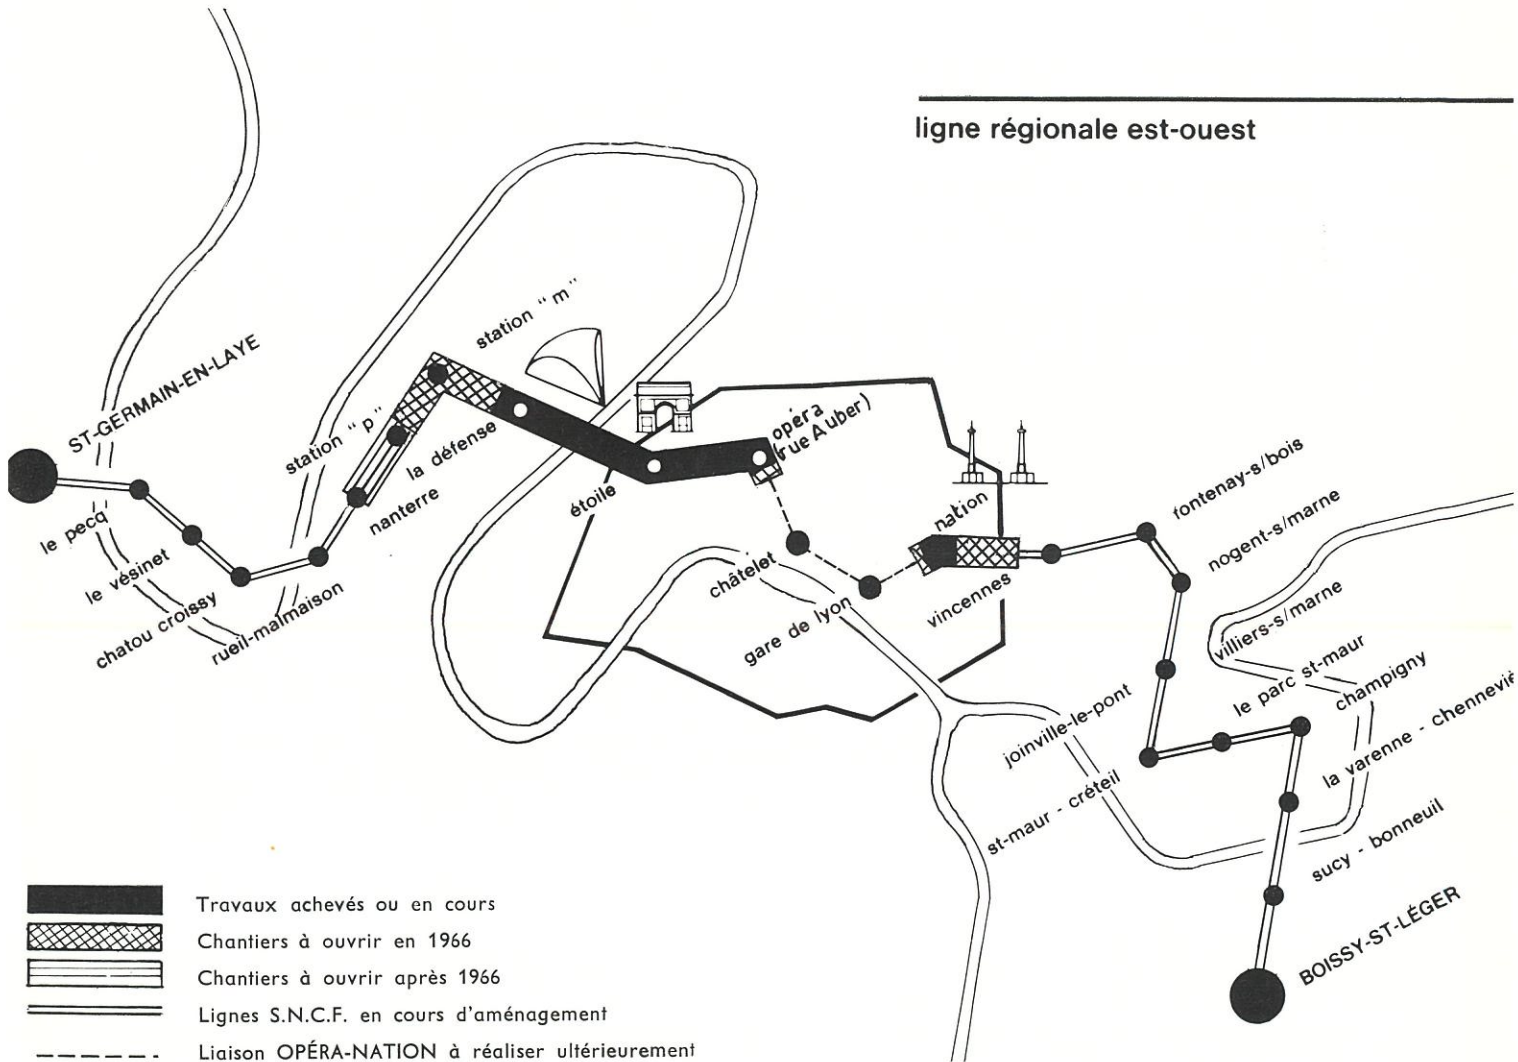 ligne régionale est-ouest
station " m "
ST-GERMAIN-EN-LAYE
station " p "
la défense
opéra
(rue Auber)
le pecq
nanterre
étoile
nation
fontenay-s/bois
le vésinet
nogent-s/marne
chatou croissy
rueil-malmaison
châtelet
gare de lyon
vincennes
villiers-s/marne
le parc st-maur
champigny
joinville-le-pont
la varenne - chenneviè
st-maur - créteil
sucy - bonneuil
BOISSY-ST-LÉGER
Travaux achevés ou en cours
Chantiers à ouvrir en 1966
Chantiers à ouvrir après 1966
Lignes S.N.C.F. en cours d'aménagement
Liaison OPÉRA-NATION à réaliser ultérieurement